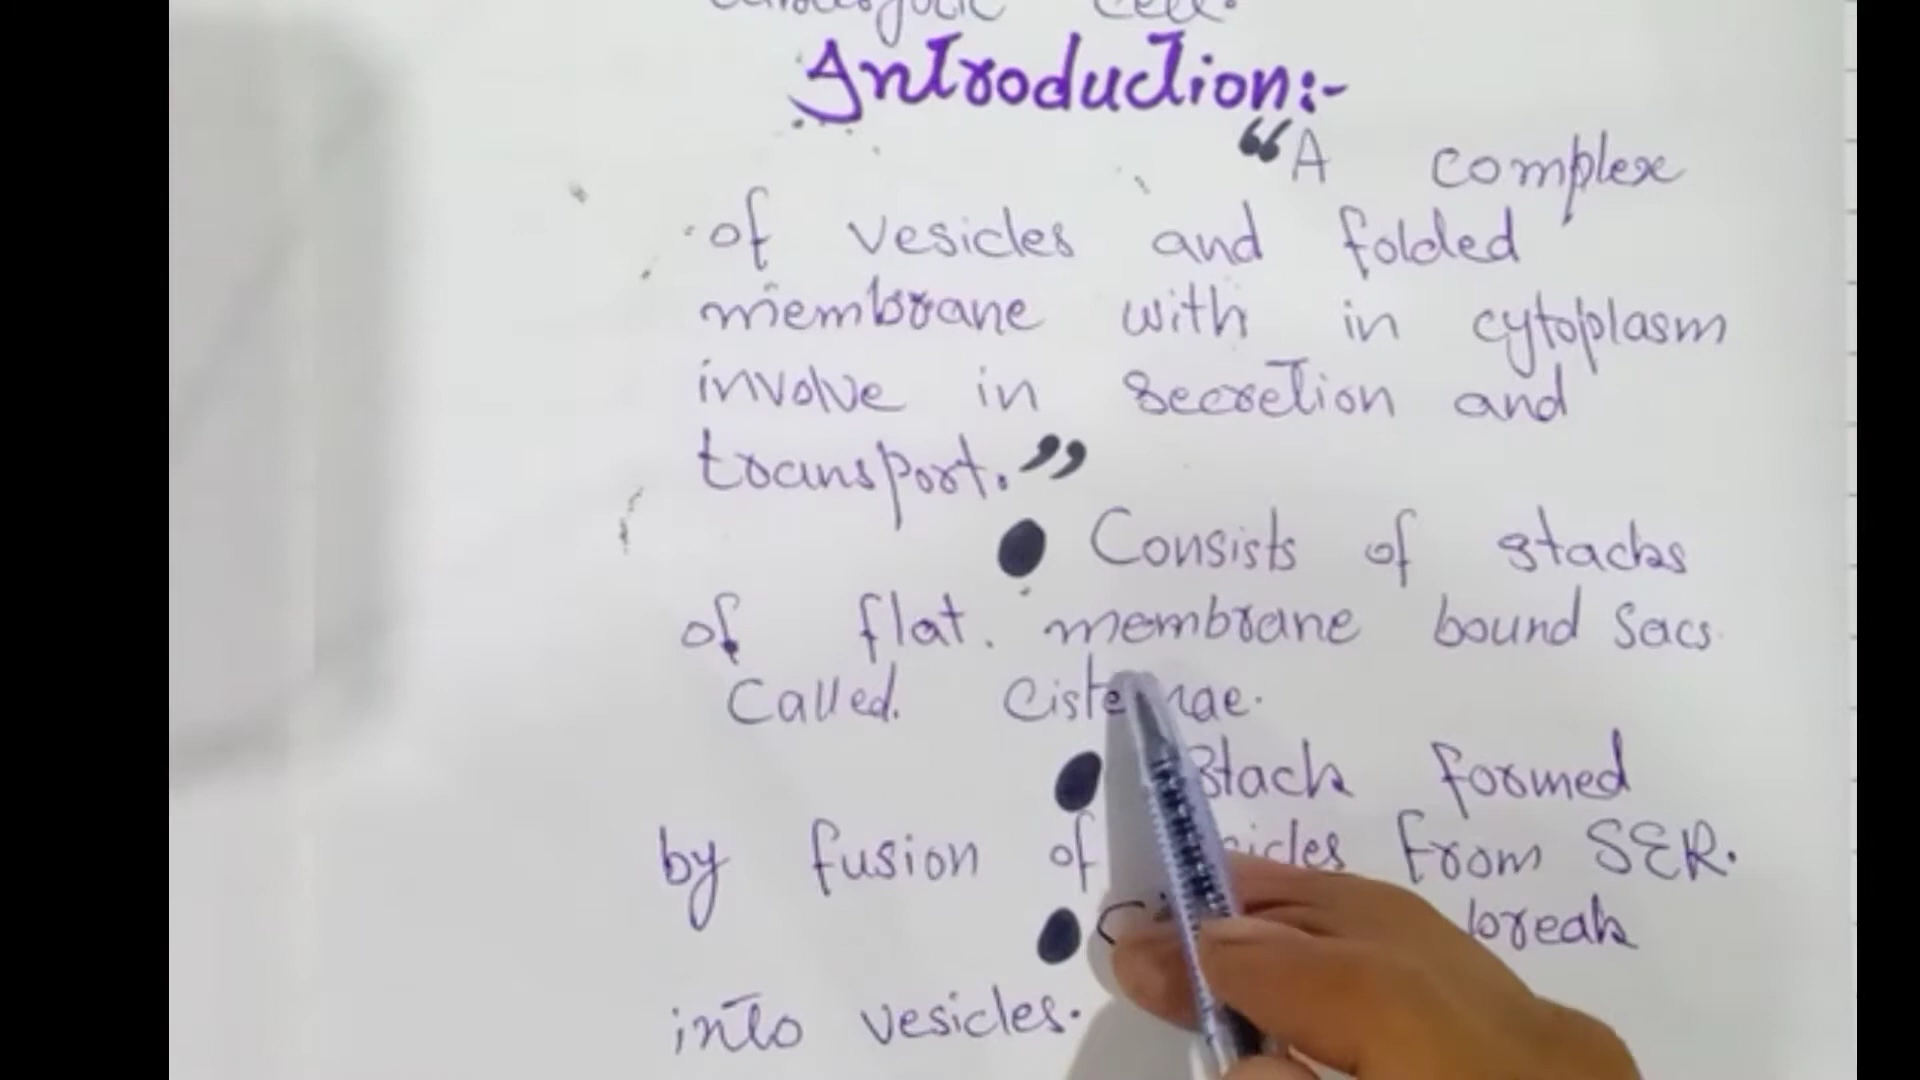 cell.
Introduction:-
“A complex
of vesicles and folded
membrane with in cytoplasm
involve in secretion and
transport.”
● Consists of stacks
of flat. membrane bound sacs
Called. Cisternae.
● Stack formed
by fusion of from SER.
● break
into vesicles.